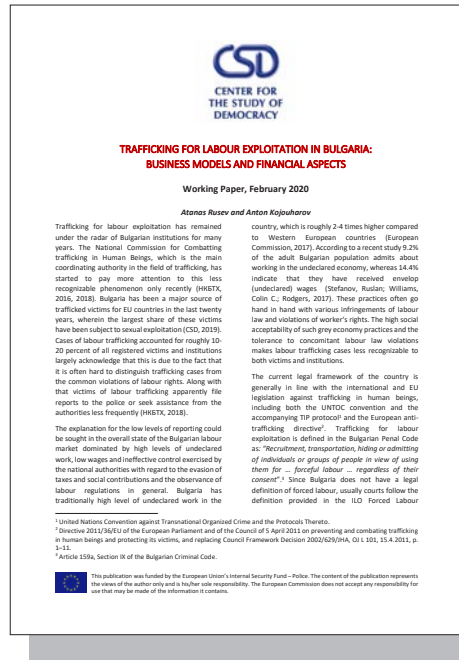 CSD
CENTER FOR
THE STUDY OF
DEMOCRACY
TRAFFICKING FOR LABOUR EXPLOITATION IN BULGARIA:
BUSINESS MODELS AND FINANCIAL ASPECTS
Working Paper, February 2020
Atanas Rusev and Anton Kojouharov
Trafficking for labour exploitation has remained
under the radar of Bulgarian institutions for many
years. The National Commission for Combatting
trafficking in Human Beings, which is the main
coordinating authority in the field of trafficking, has
started to pay more attention to this less
recognizable phenomenon only recently (НКБТХ,
2016, 2018). Bulgaria has been a major source of
trafficked victims for EU countries in the last twenty
years, wherein the largest share of these victims
have been subject to sexual exploitation (CSD, 2019).
Cases of labour trafficking accounted for roughly 10-
20 percent of all registered victims and institutions
largely acknowledge that this is due to the fact that
it is often hard to distinguish trafficking cases from
the common violations of labour rights. Along with
that victims of labour trafficking apparently file
reports to the police or seek assistance from the
authorities less frequently (НКБТХ, 2018).
The explanation for the low levels of reporting could
be sought in the overall state of the Bulgarian labour
market dominated by high levels of undeclared
work, low wages and ineffective control exercised by
the national authorities with regard to the evasion of
taxes and social contributions and the observance of
labour regulations in general. Bulgaria has
traditionally high level of undeclared work in the
country, which is roughly 2-4 times higher compared
to Western European countries (European
Commission, 2017). According to a recent study 9.2%
of the adult Bulgarian population admits about
working in the undeclared economy, whereas 14.4%
indicate that they have received envelop
(undeclared) wages (Stefanov, Ruslan; Williams,
Colin C.; Rodgers, 2017). These practices often go
hand in hand with various infringements of labour
law and violations of worker's rights. The high social
acceptability of such grey economy practices and the
tolerance to concomitant labour law violations
makes labour trafficking cases less recognizable to
both victims and institutions.
The current legal framework of the country is
generally in line with the international and EU
legislation against trafficking in human beings,
including both the UNTOC convention and the
accompanying TIP protocol¹ and the European anti-
trafficking directive². Trafficking for labour
exploitation is defined in the Bulgarian Penal Code
as: "Recruitment, transportation, hiding or admitting
of individuals or groups of people in view of using
them for … forceful labour … regardless of their
consent".³ Since Bulgaria does not have a legal
definition of forced labour, usually courts follow the
definition provided in the ILO Forced Labour
¹ United Nations Convention against Transnational Organized Crime and the Protocols Thereto.
² Directive 2011/36/EU of the European Parliament and of the Council of 5 April 2011 on preventing and combating trafficking
in human beings and protecting its victims, and replacing Council Framework Decision 2002/629/JHA, OJ L 101, 15.4.2011, p.
1–11.
³ Article 159a, Section IX of the Bulgarian Criminal Code.
This publication was funded by the European Union's Internal Security Fund – Police. The content of the publication represents
the views of the author only and is his/her sole responsibility. The European Commission does not accept any responsibility for
use that may be made of the information it contains.